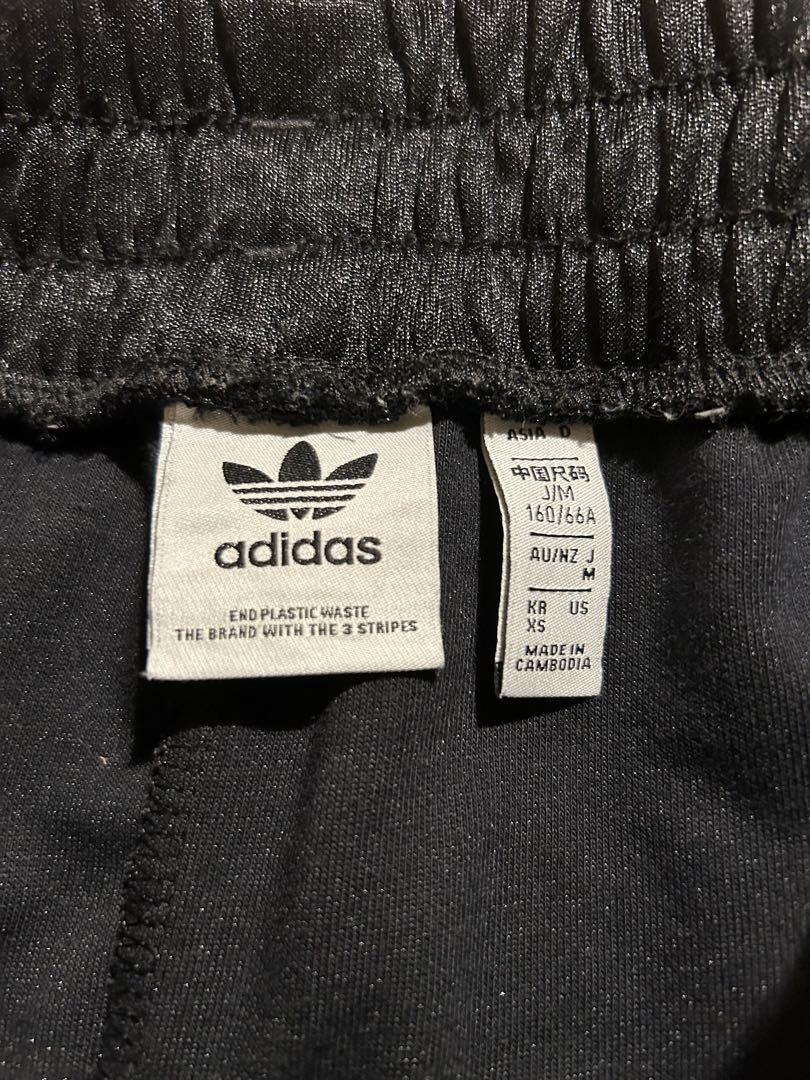 adidas
END PLASTIC WASTE
THE BRAND WITH THE 3 STRIPES
ASIA D
中国尺码
J/M
160/66A
AU/NZ J
M
KR US
XS
MADE IN
CAMBODIA